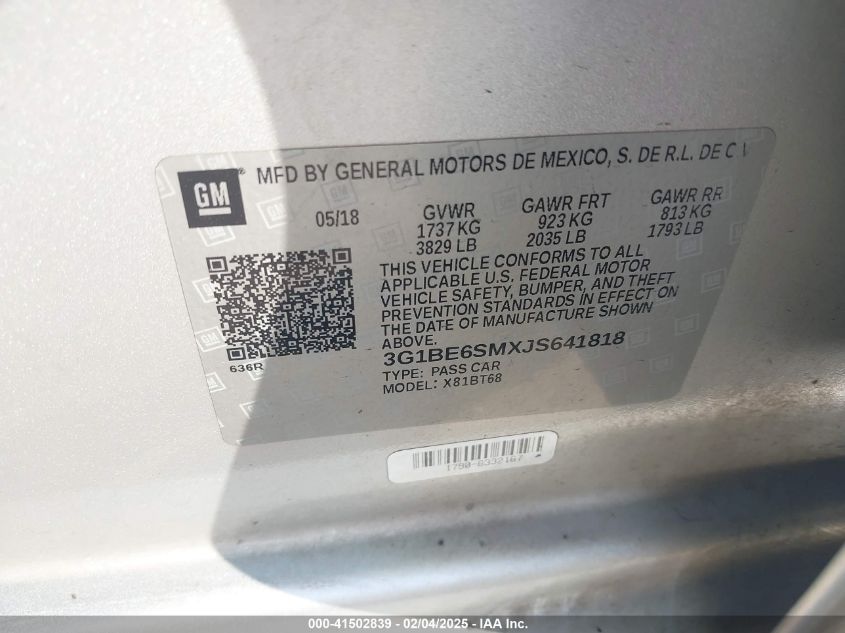 MFD BY GENERAL MOTORS DE MEXICO, S. DE R.L. DE C
GM
05/18
GVWR
1737 KG
3829 LB
GAWR FRT
923 KG
2035 LB
GAWR RR
813 KG
1793 LB
THIS VEHICLE CONFORMS TO ALL
APPLICABLE U.S. FEDERAL MOTOR
VEHICLE SAFETY, BUMPER, AND THEFT
PREVENTION STANDARDS IN EFFECT ON
THE DATE OF MANUFACTURE SHOWN
ABOVE.
636R
3G1BE6SMXJS641818
TYPE: PASS CAR
MODEL: X81BT68
1790-8332167
000-41502839 - 02/04/2025 - IAA Inc.